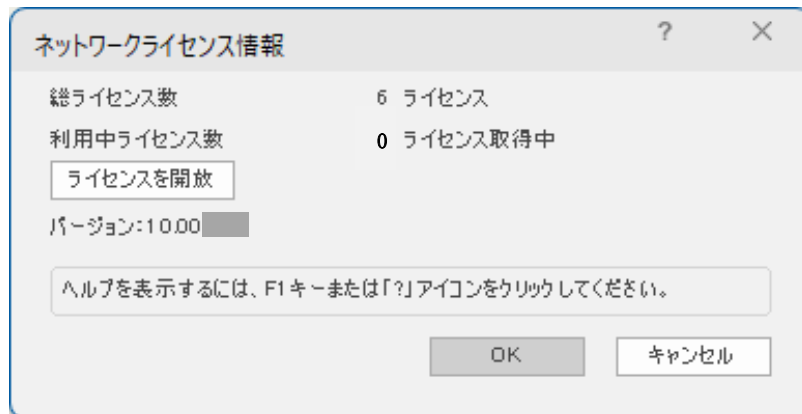 ネットワークライセンス情報
? ×
総ライセンス数 6 ライセンス
利用中ライセンス数 0 ライセンス取得中
ライセンスを開放
バージョン:10.00
ヘルプを表示するには、F1キーまたは「?」アイコンをクリックしてください。
OK キャンセル